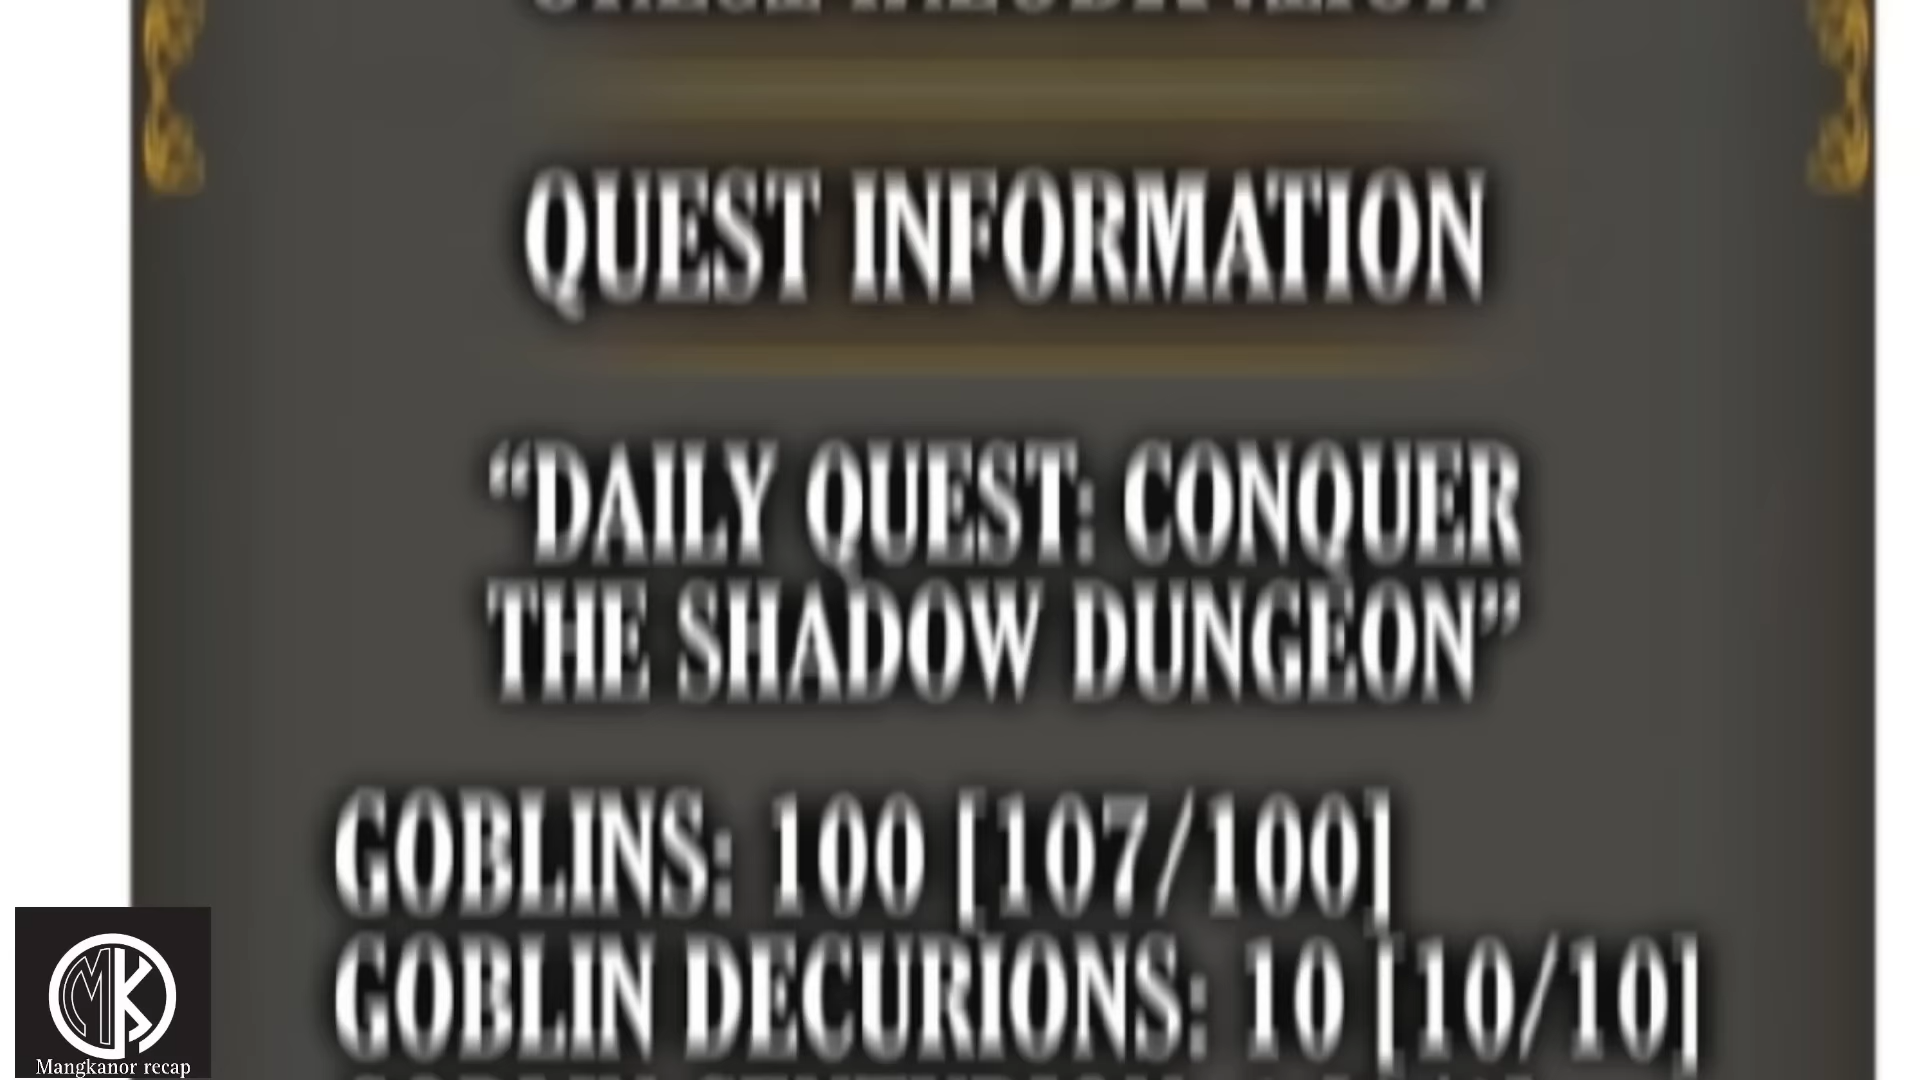 QUEST INFORMATION
“DAILY QUEST: CONQUER
THE SHADOW DUNGEON”
GOBLINS: 100 [107/100]
GOBLIN DECURIONS: 10 [10/10]
MK
Mangkanor recap